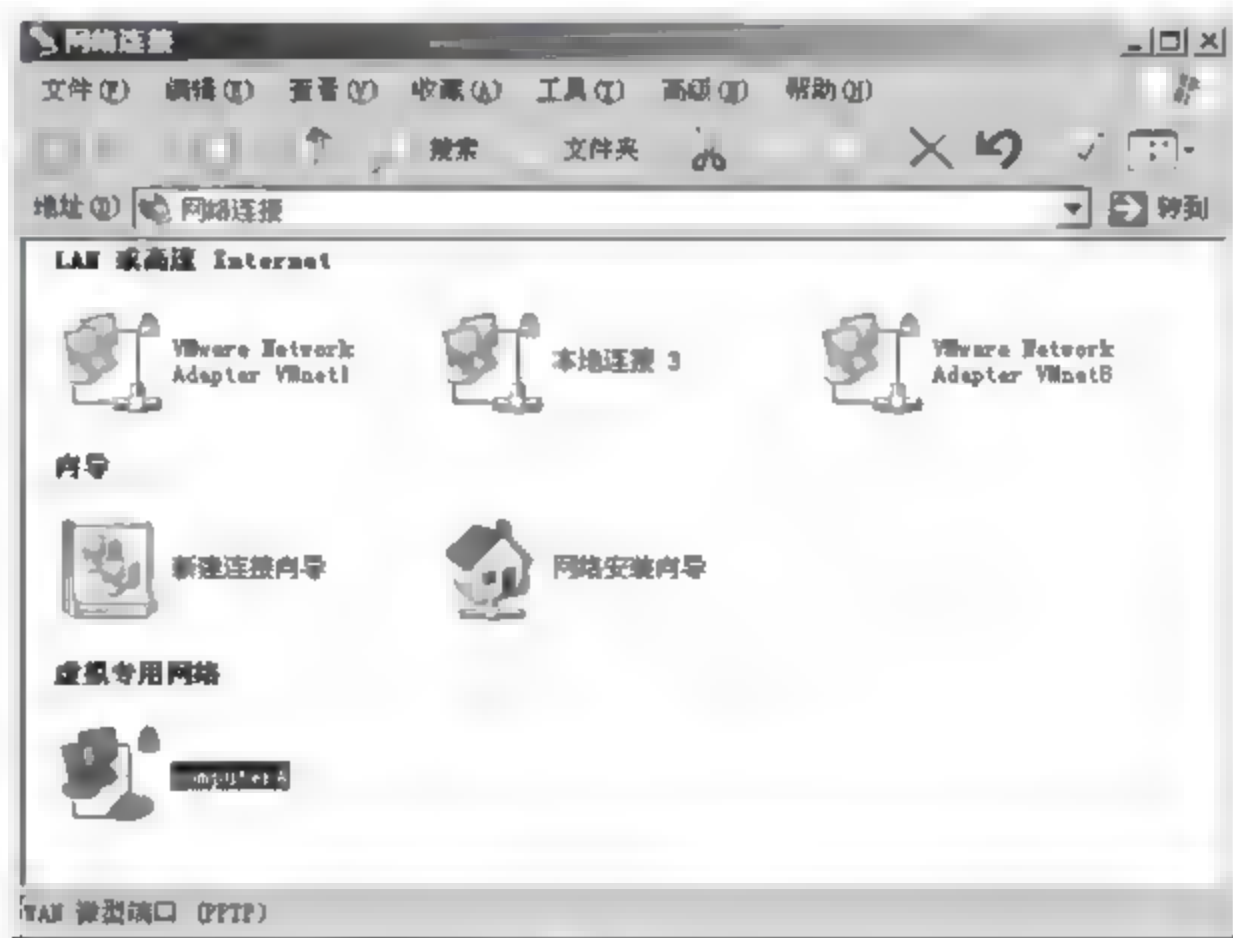 网络连接
文件(F) 编辑(E) 查看(V) 收藏(A) 工具(T) 高级(N) 帮助(H)
搜索 文件夹
地址(D) 网络连接 转到
LAN 或高速 Internet
VMware Network
Adapter VMnet1
本地连接 3
VMware Network
Adapter VMnet8
向导
新建连接向导
网络安装向导
虚拟专用网络
WAN 微型端口 (PPTP)